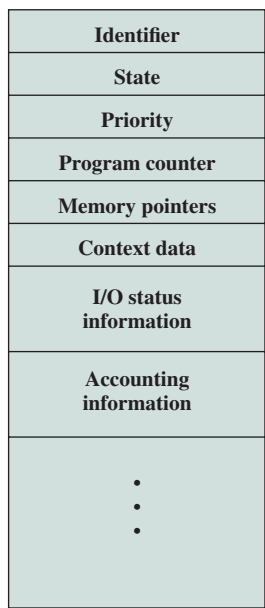 Identifier
State
Priority
Program counter
Memory pointers
Context data
I/O status
information
Accounting
information
•
•
•